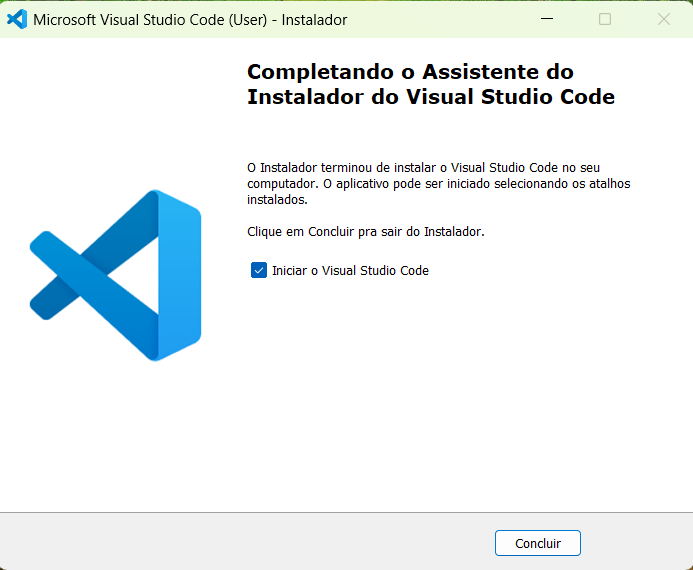 Microsoft Visual Studio Code (User) - Instalador
Completando o Assistente do
Instalador do Visual Studio Code
O Instalador terminou de instalar o Visual Studio Code no seu
computador. O aplicativo pode ser iniciado selecionando os atalhos
instalados.
Clique em Concluir pra sair do Instalador.
Iniciar o Visual Studio Code
Concluir